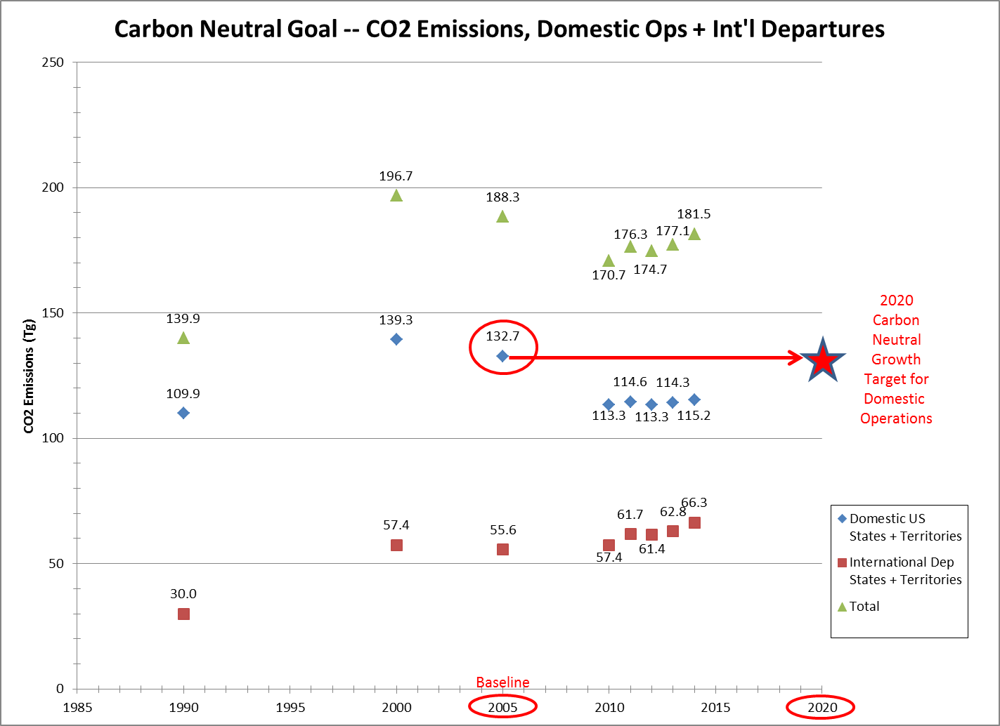 Carbon Neutral Goal -- CO2 Emissions, Domestic Ops + Int'l Departures
CO2 Emissions (Tg)
250
200
150
100
50
0
196.7
188.3
181.5
177.1
176.3
174.7
170.7
139.9
139.3
132.7
109.9
114.6
114.3
113.3
113.3
115.2
57.4
55.6
61.7
62.8
66.3
57.4
61.4
30.0
2020
Carbon
Neutral
Growth
Target for
Domestic
Operations
Domestic US
States + Territories
International Dep
States + Territories
Total
Baseline
1985
1990
1995
2000
2005
2010
2015
2020